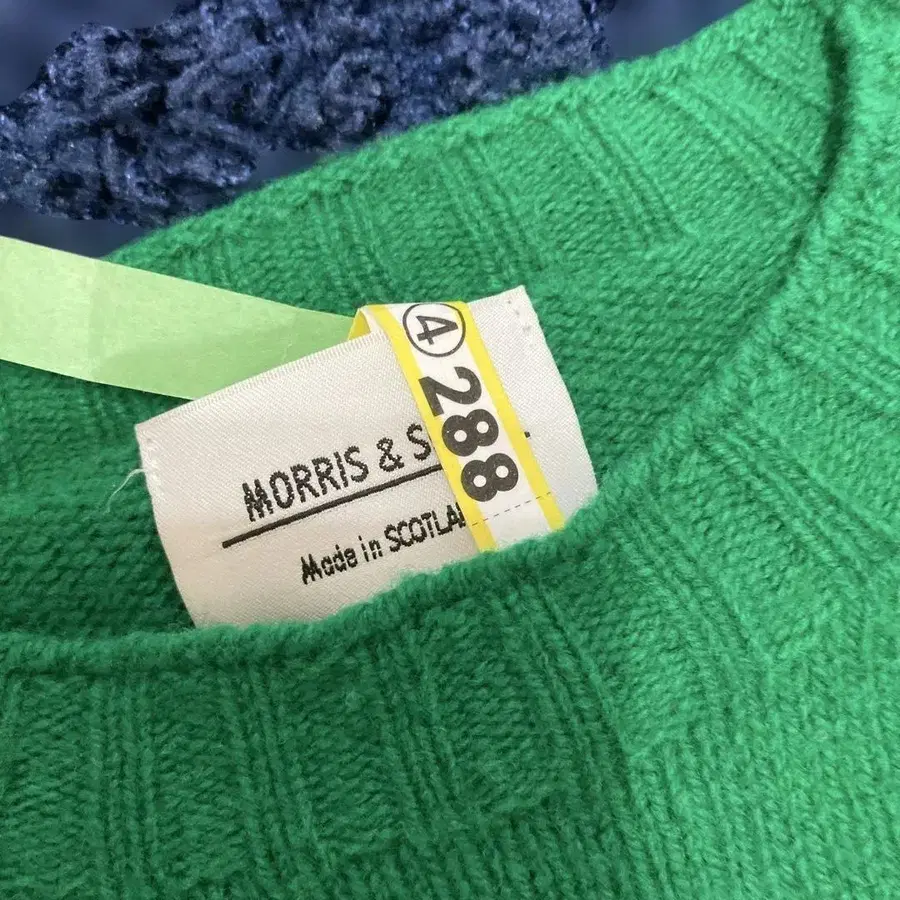 ④ 288
MORRIS & S
Made in SCOTLA